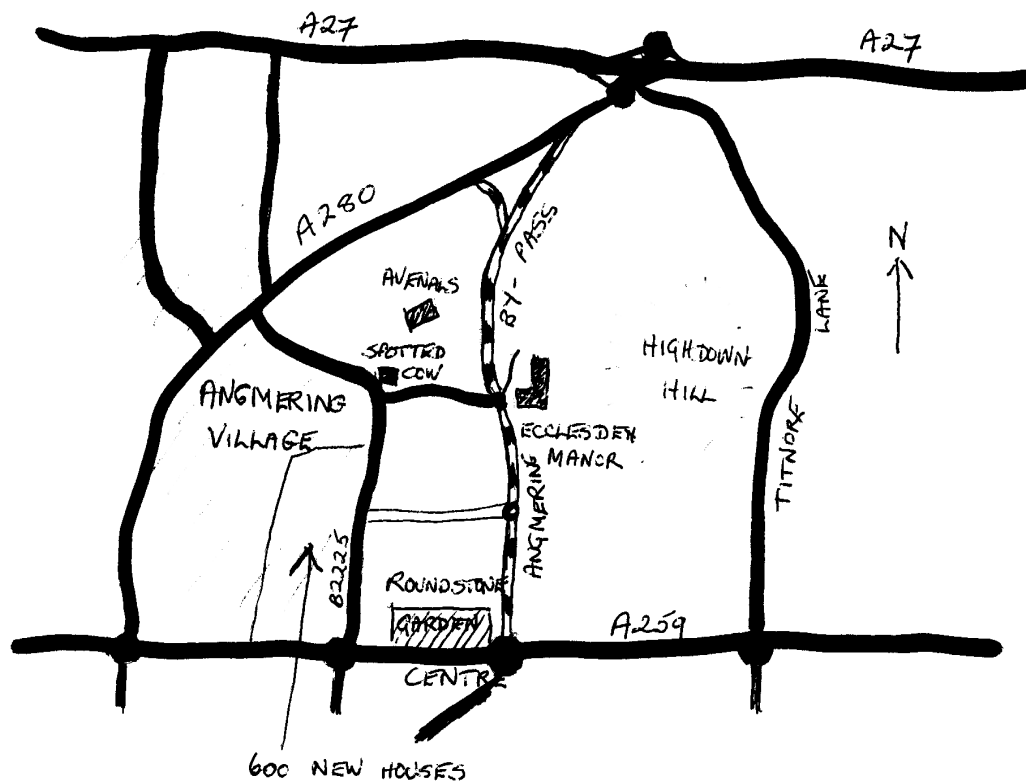 A27
A27
A280
BY-PASS
AVENALS
N
LANE
SPOTTED
COW
HIGHDOWN
HILL
ANGMERING
VILLAGE
ECCLESDEN
MANOR
TITNORE
ANGMERING
B2225
ROUNDSTONE
GARDEN
CENTRE
A259
600 NEW HOUSES